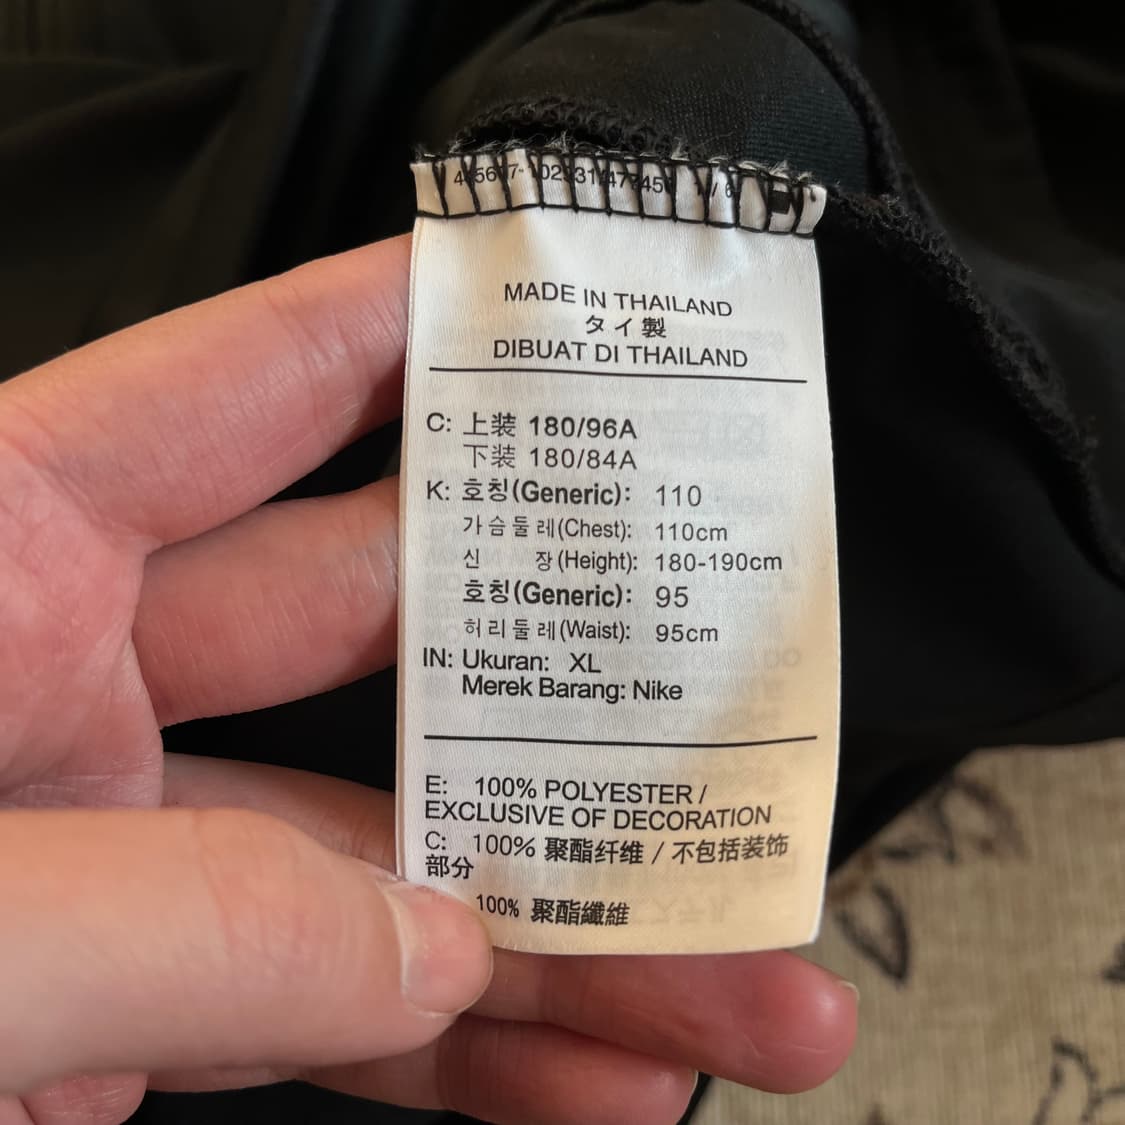 MADE IN THAILAND
タイ製
DIBUAT DI THAILAND
C: 上装 180/96A
下装 180/84A
K: 호칭(Generic): 110
가슴둘레(Chest): 110cm
신 장(Height): 180-190cm
호칭(Generic): 95
허리둘레(Waist): 95cm
IN: Ukuran: XL
Merek Barang: Nike
E: 100% POLYESTER /
EXCLUSIVE OF DECORATION
C: 100% 聚酯纤维 / 不包括装饰
部分
100% 聚酯纖維